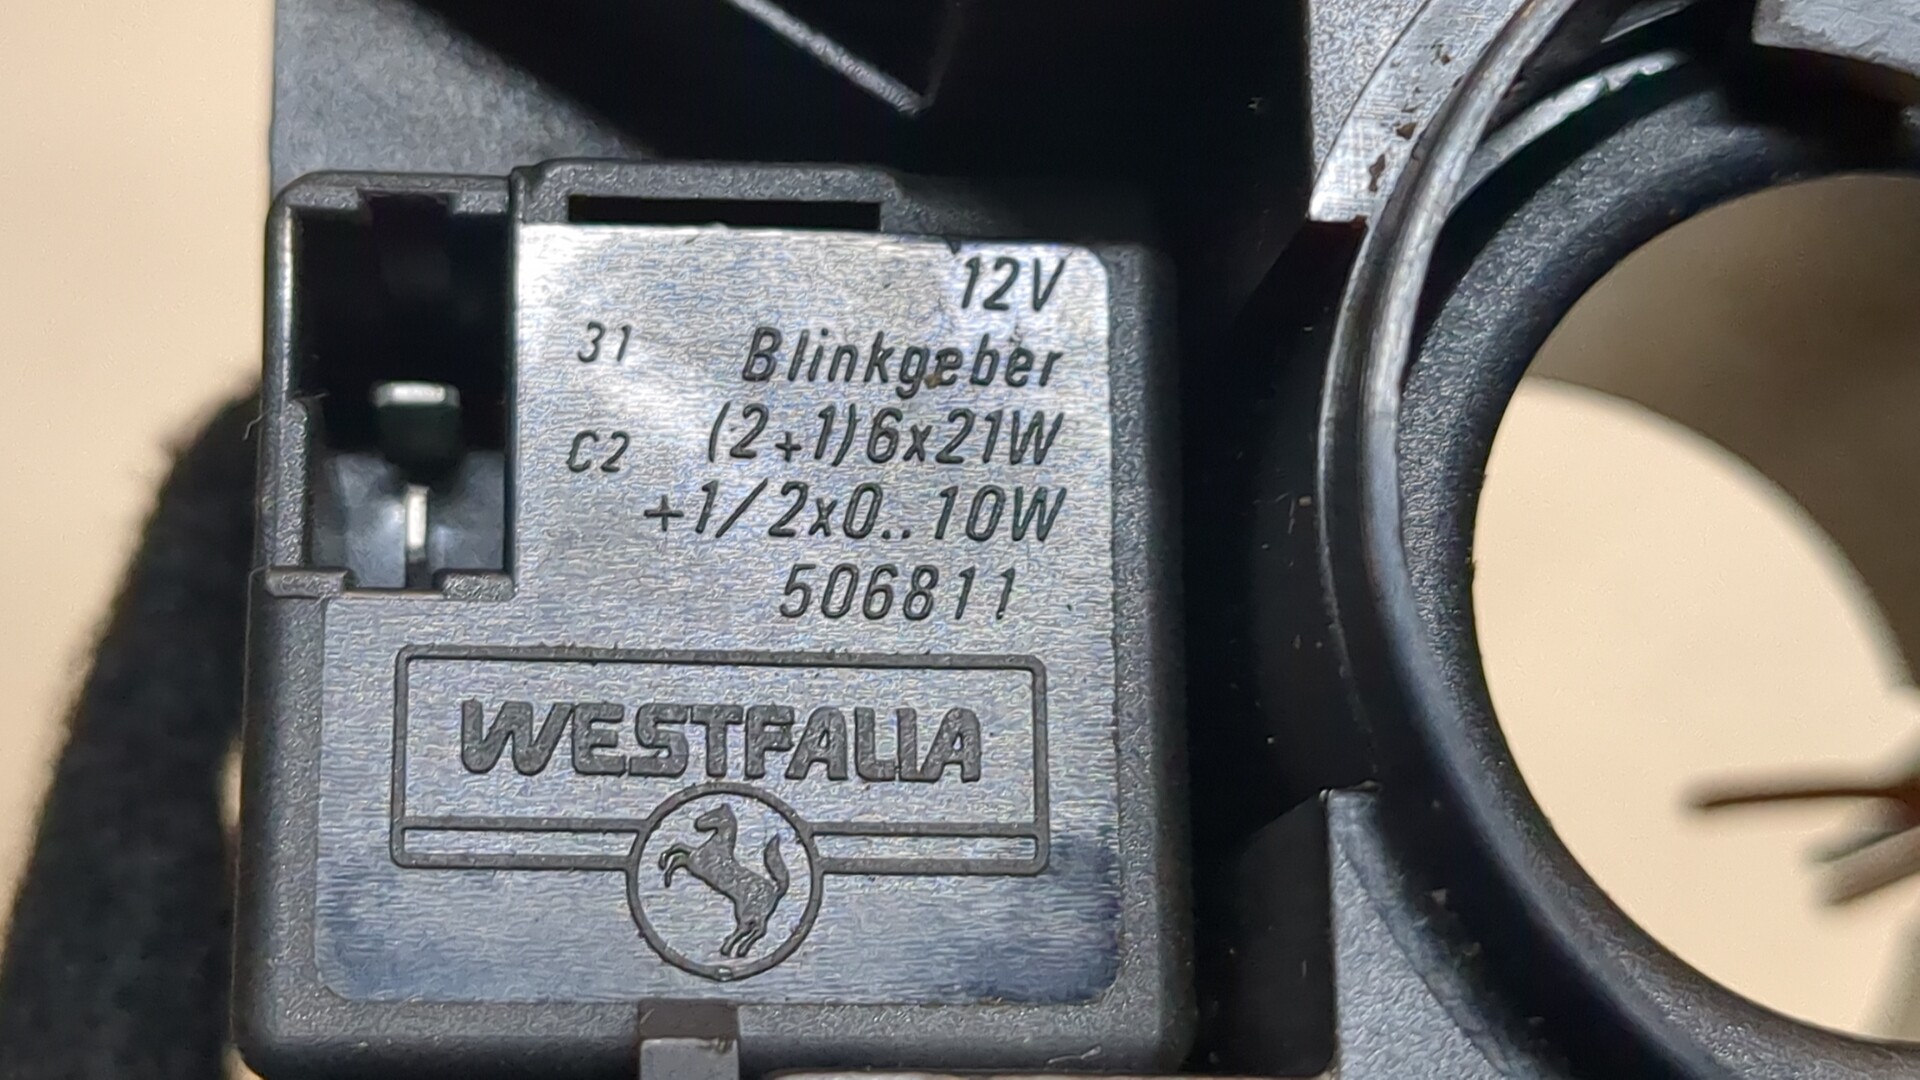 12V
31 Blinkgeber
C2 (2+1)6x21W
+1/2x0..10W
506811
WESTFALIA